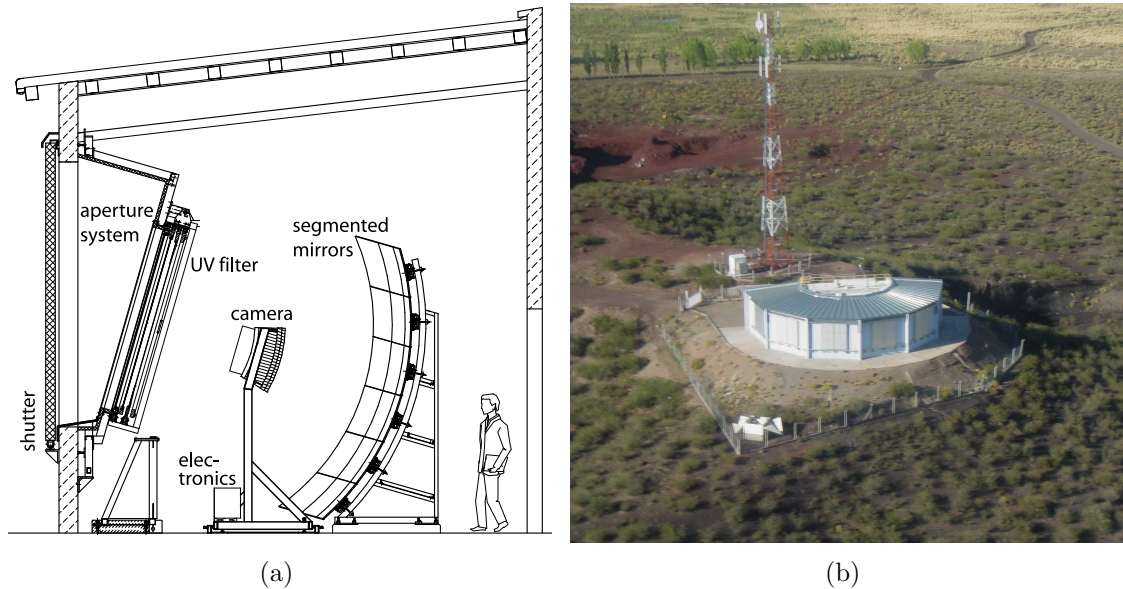 aperture
system
UV filter
segmented
mirrors
camera
shutter
elec-
tronics
(a)
(b)